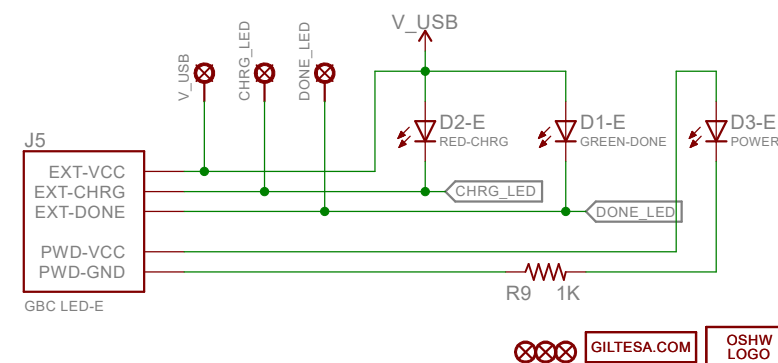 V_USB
V_USB
CHRG_LED
DONE_LED
D2-E
RED-CHRG
D1-E
GREEN-DONE
D3-E
POWER
J5
EXT-VCC
EXT-CHRG
EXT-DONE
PWD-VCC
PWD-GND
GBC LED-E
CHRG_LED
DONE_LED
R9
1K
GILTESA.COM
OSHW
LOGO